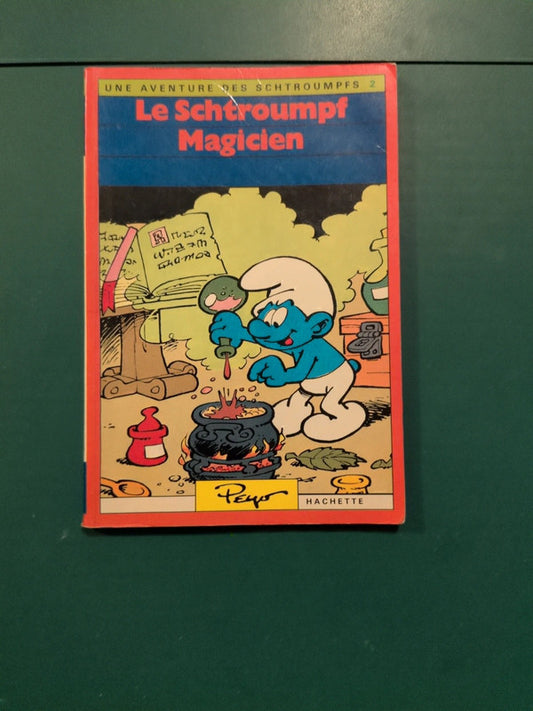 UNE AVENTURE DES SCHTROUMPFS 2
Le Schtroumpf
Magicien
Peyo
HACHETTE